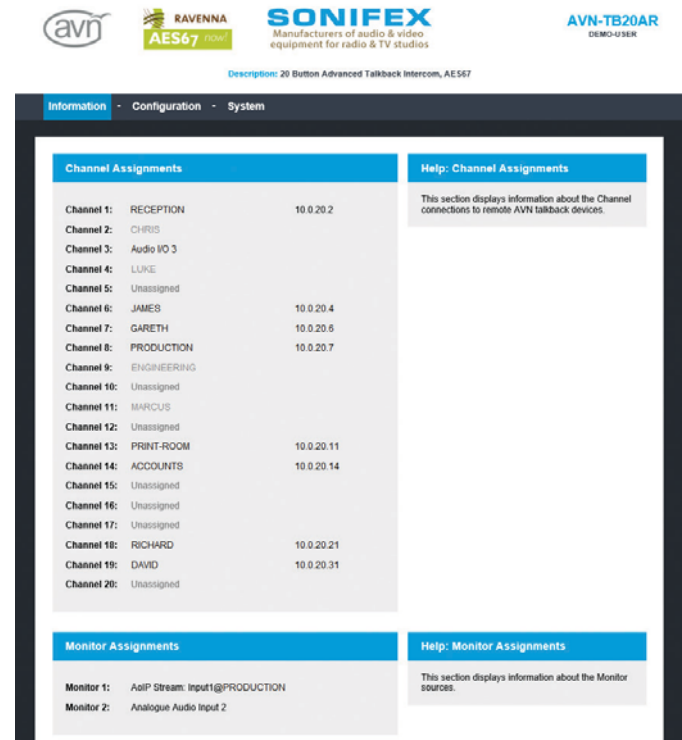 avn
RAVENNA
AES67 now!
SONIFEX
Manufacturers of audio & video
equipment for radio & TV studios
AVN-TB20AR
DEMO-USER
Description: 20 Button Advanced Talkback Intercom, AES67
Information - Configuration - System
Channel Assignments
Channel 1: RECEPTION 10.0.20.2
Channel 2: CHRIS
Channel 3: Audio I/O 3
Channel 4: LUKE
Channel 5: Unassigned
Channel 6: JAMES 10.0.20.4
Channel 7: GARETH 10.0.20.6
Channel 8: PRODUCTION 10.0.20.7
Channel 9: ENGINEERING
Channel 10: Unassigned
Channel 11: MARCUS
Channel 12: Unassigned
Channel 13: PRINT-ROOM 10.0.20.11
Channel 14: ACCOUNTS 10.0.20.14
Channel 15: Unassigned
Channel 16: Unassigned
Channel 17: Unassigned
Channel 18: RICHARD 10.0.20.21
Channel 19: DAVID 10.0.20.31
Channel 20: Unassigned
Help: Channel Assignments
This section displays information about the Channel
connections to remote AVN talkback devices.
Monitor Assignments
Monitor 1: AoIP Stream: Input1@PRODUCTION
Monitor 2: Analogue Audio Input 2
Help: Monitor Assignments
This section displays information about the Monitor
sources.